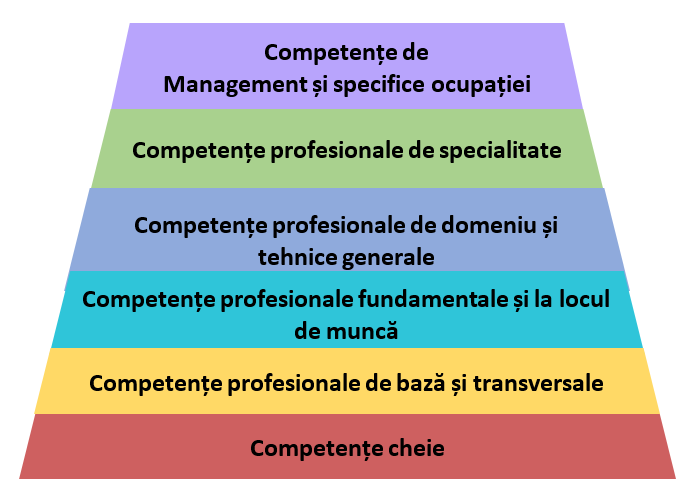 Competențe de
Management și specifice ocupației
Competențe profesionale de specialitate
Competențe profesionale de domeniu și
tehnice generale
Competențe profesionale fundamentale și la locul
de muncă
Competențe profesionale de bază și transversale
Competențe cheie